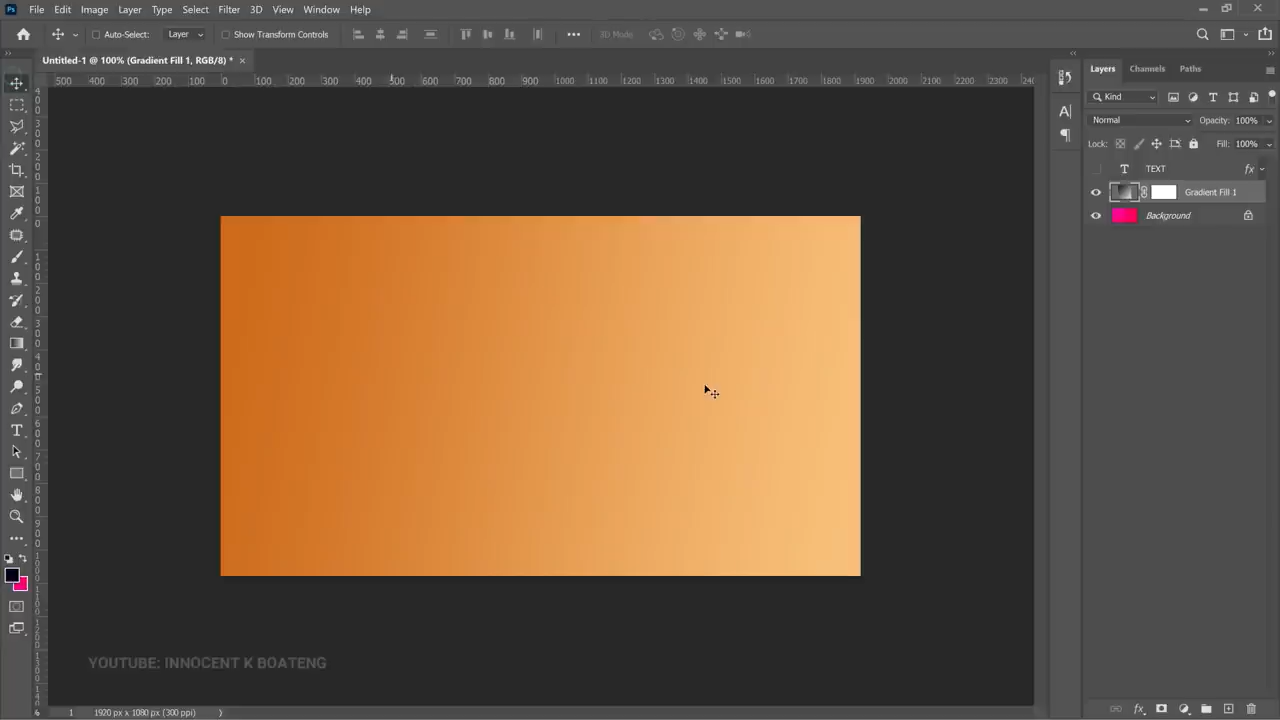 Ps File Edit Image Layer Type Select Filter 3D View Window Help
Auto-Select: Layer Show Transform Controls 3D Mode
Untitled-1 @ 100% (Gradient Fill 1, RGB/8) * ×
500 400 300 200 100 0 100 200 300 400 500 600 700 800 900 1000 1100 1200 1300 1400 1500 1600 1700 1800 1900 2000 2100 2200 2300
Layers Channels Paths
Kind
Normal Opacity: 100%
Lock: Fill: 100%
TEXT fx
Gradient Fill 1
Background
YOUTUBE: INNOCENT K BOATENG
1 1920 px x 1080 px (300 ppi)